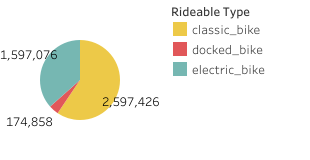 Rideable Type
classic_bike
docked_bike
electric_bike
1,597,076
2,597,426
174,858